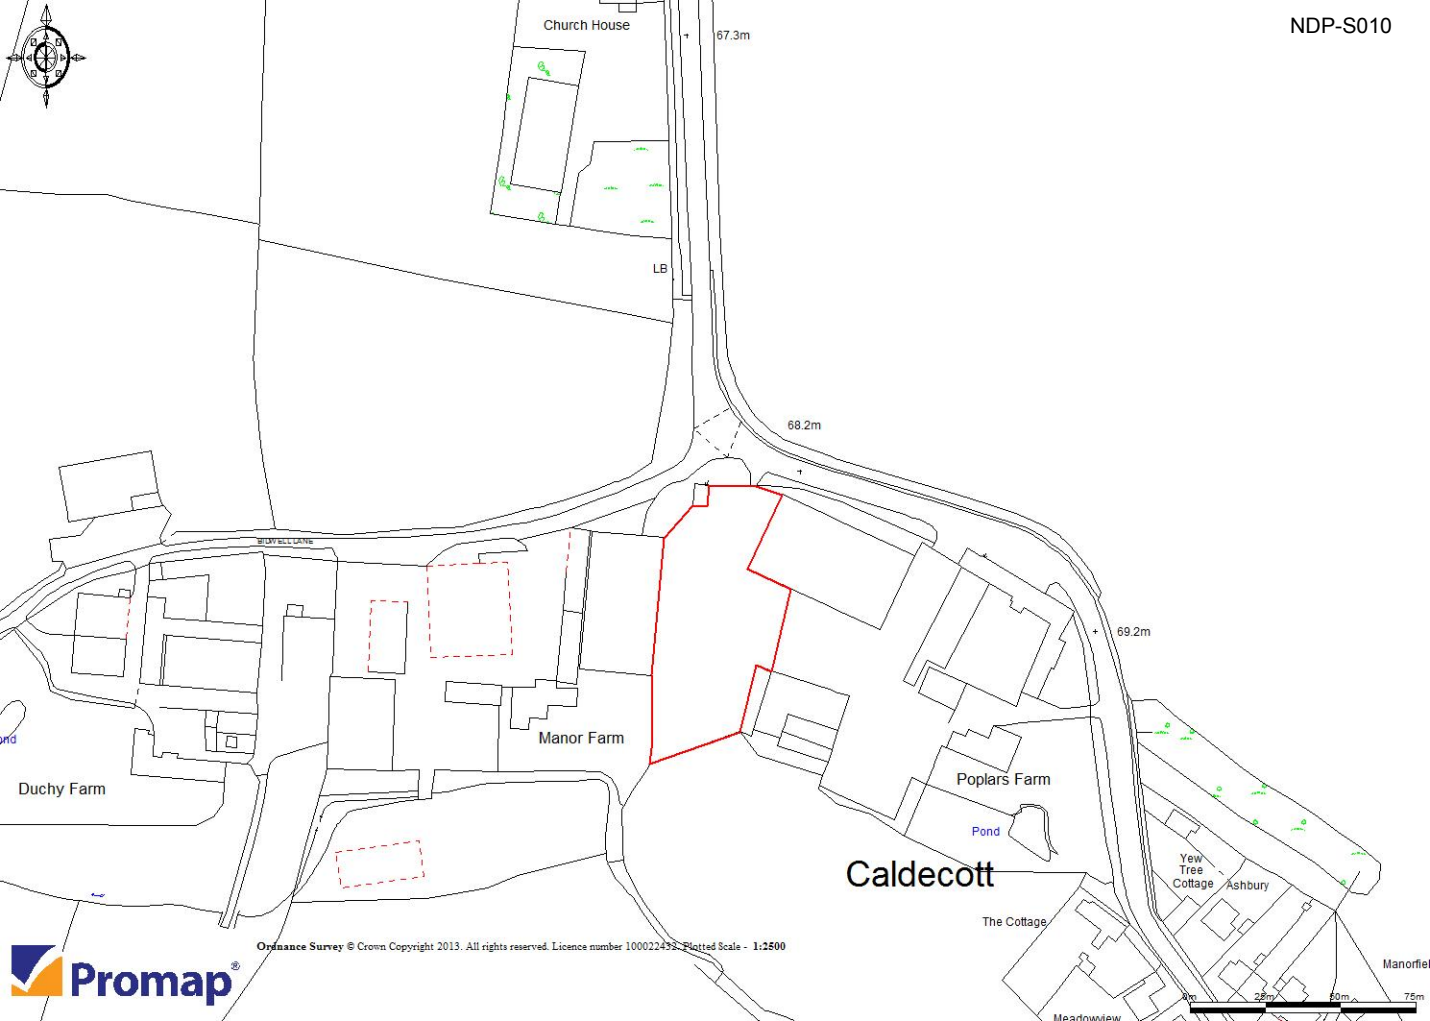 NDP-S010
Church House
67.3m
LB
68.2m
BIDWELL LANE
69.2m
Manor Farm
Duchy Farm
Poplars Farm
Pond
Caldecott
Yew
Tree
Cottage
Ashbury
The Cottage
Ordnance Survey © Crown Copyright 2013. All rights reserved. Licence number 100022432. Plotted Scale - 1:2500
Promap®
Manorfiel
0m 25m 50m 75m
Meadowview